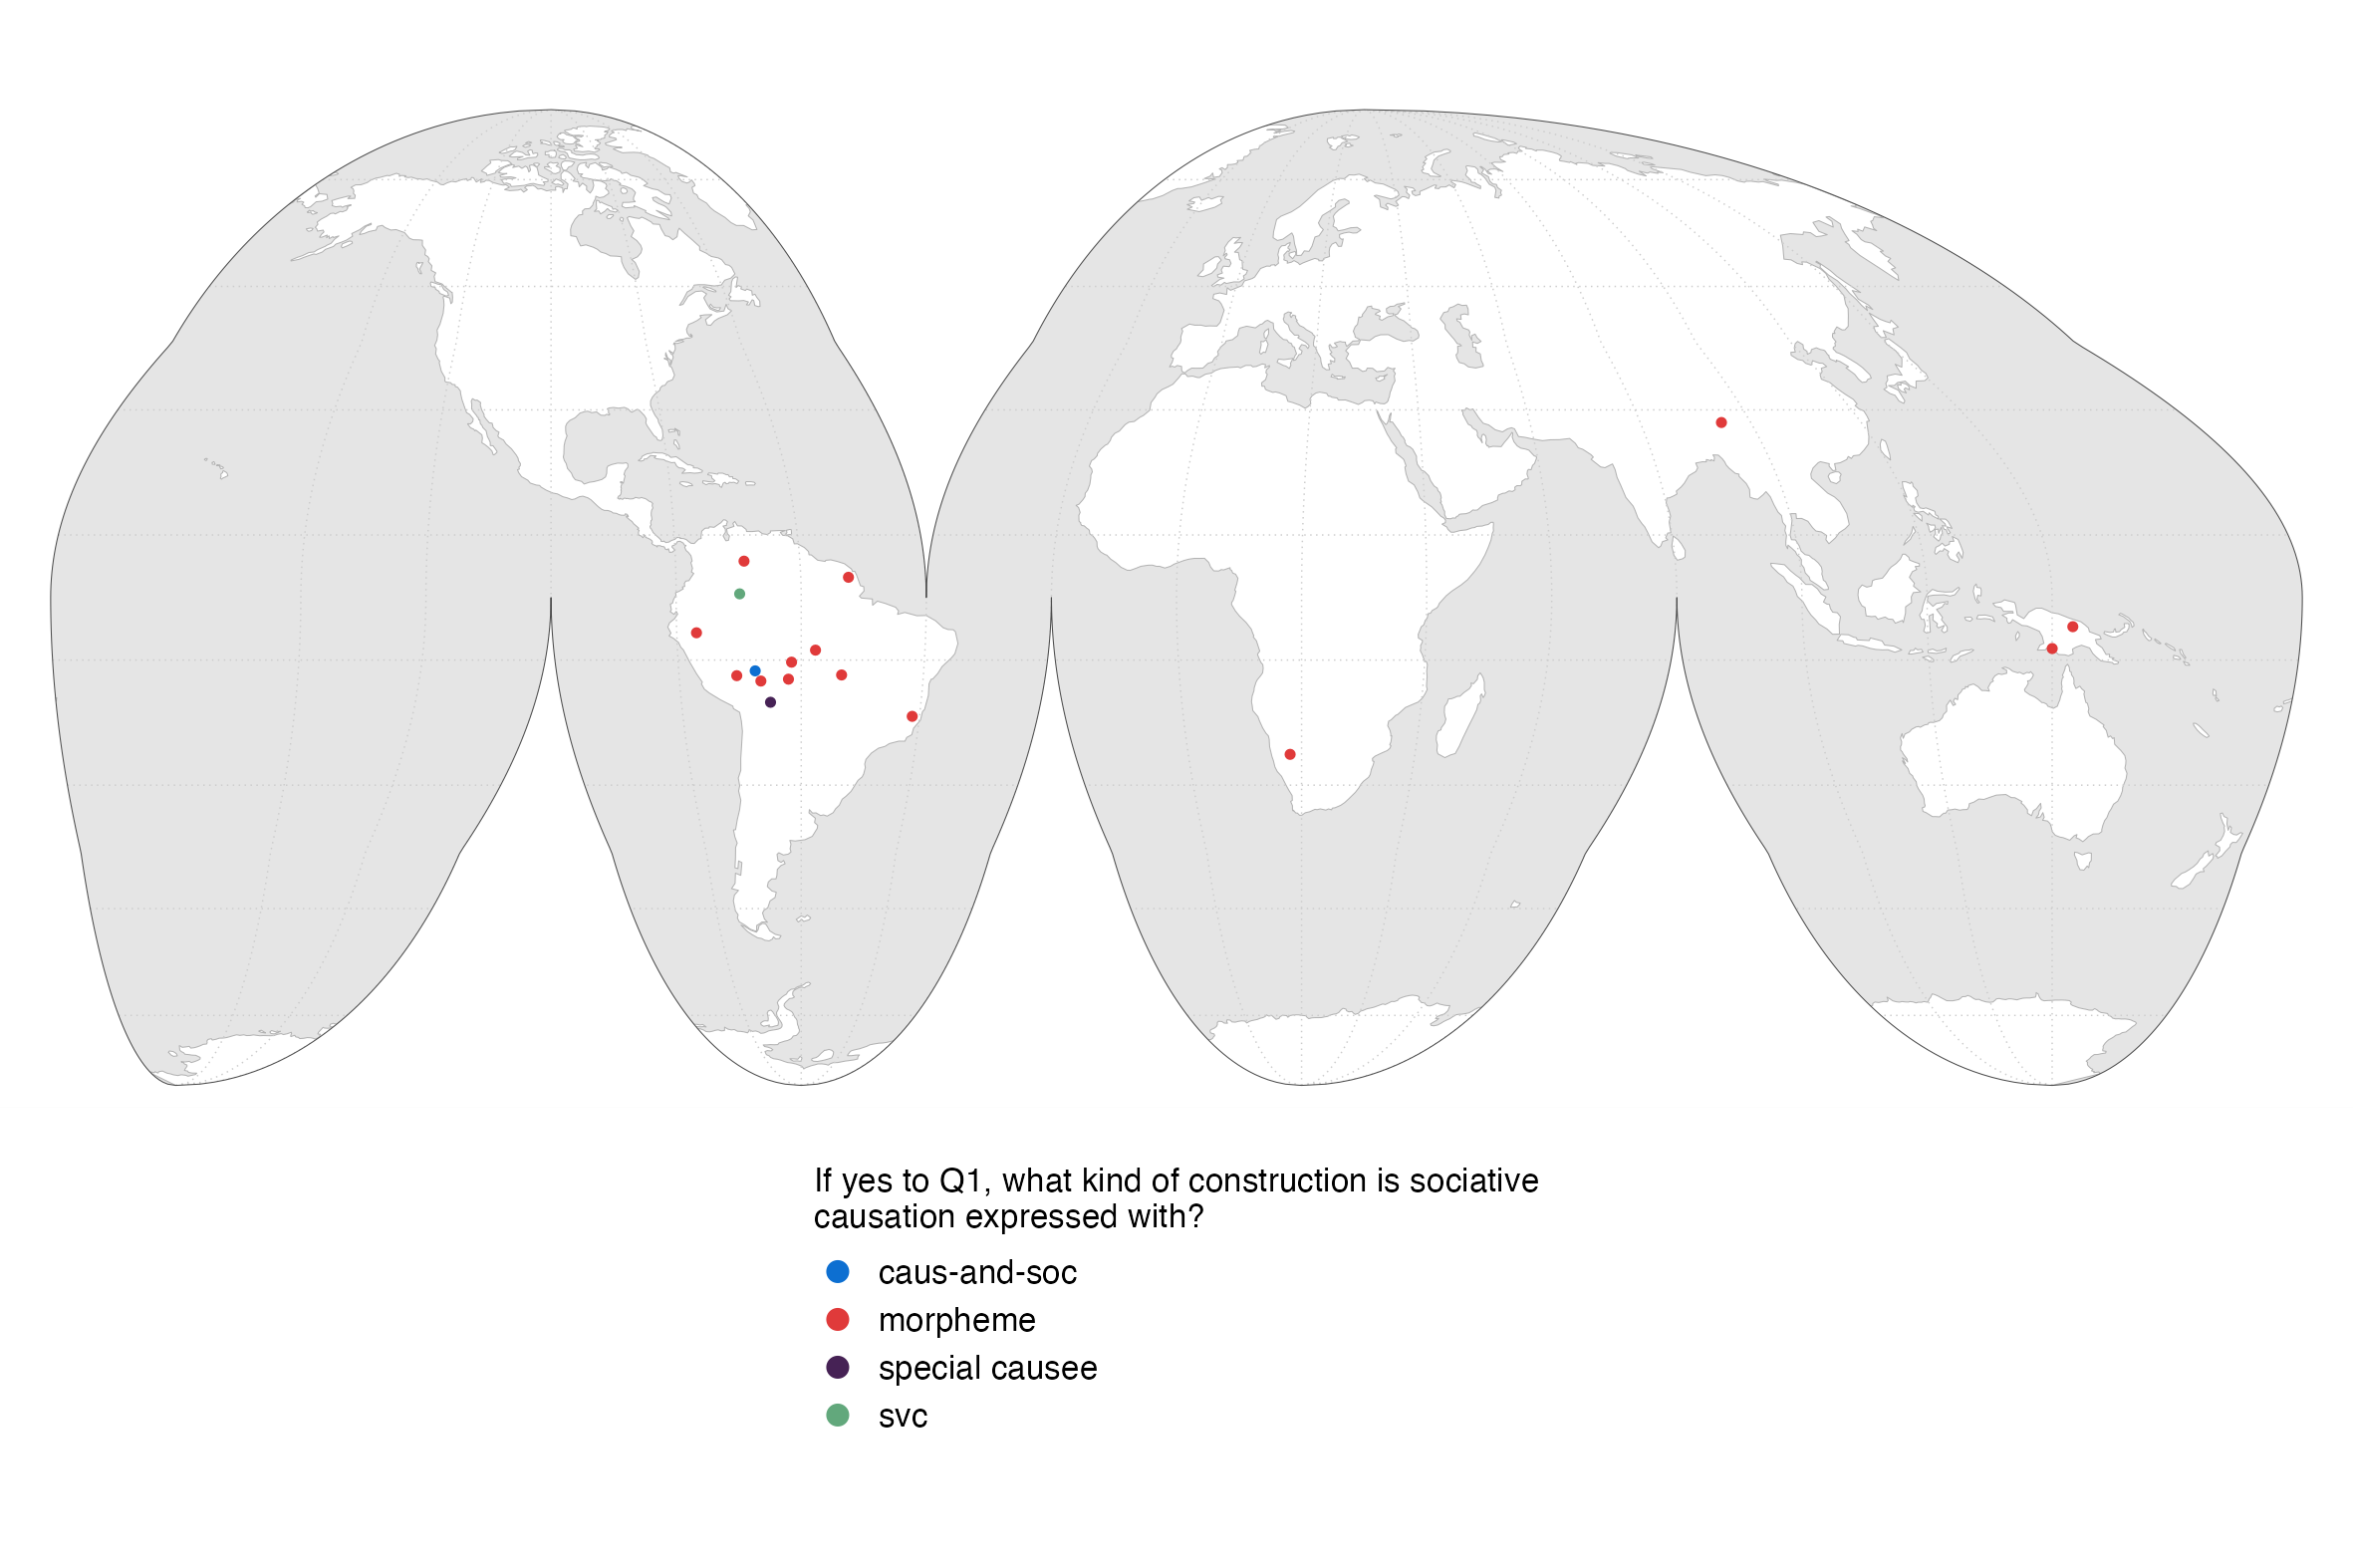 If yes to Q1, what kind of construction is sociative
causation expressed with?
caus-and-soc
morpheme
special causee
svc